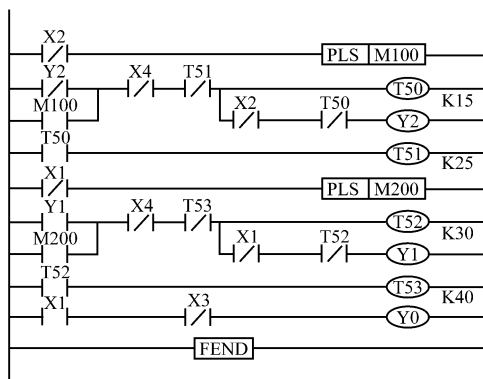 X2
PLS M100
Y2 X4 T51 T50
M100 K15
X2 T50 Y2
T50 T51
K25
X1
PLS M200
Y1 X4 T53 T52
M200 K30
X1 T52 Y1
T52 T53
K40
X1 X3 Y0
FEND